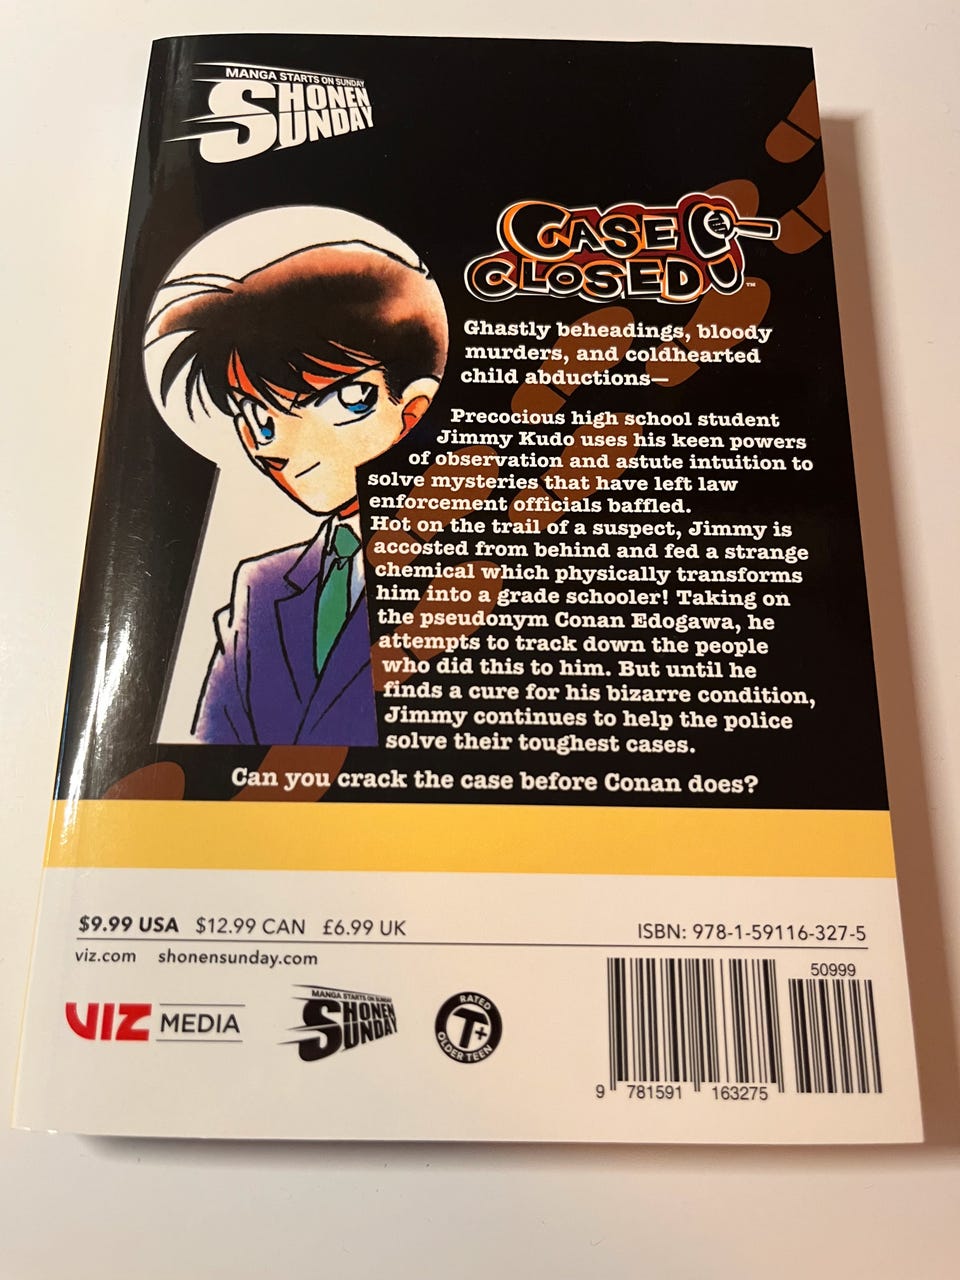 MANGA STARTS ON SUNDAY
SHONEN
SUNDAY
CASE
CLOSED
™
Ghastly beheadings, bloody
murders, and coldhearted
child abductions—
Precocious high school student
Jimmy Kudo uses his keen powers
of observation and astute intuition to
solve mysteries that have left law
enforcement officials baffled.
Hot on the trail of a suspect, Jimmy is
accosted from behind and fed a strange
chemical which physically transforms
him into a grade schooler! Taking on
the pseudonym Conan Edogawa, he
attempts to track down the people
who did this to him. But until he
finds a cure for his bizarre condition,
Jimmy continues to help the police
solve their toughest cases.
Can you crack the case before Conan does?
$9.99 USA $12.99 CAN £6.99 UK
ISBN: 978-1-59116-327-5
viz.com shonensunday.com
50999
VIZ MEDIA
MANGA STARTS ON SUNDAY
SHONEN
SUNDAY
RATED
T+
OLDER TEEN
9 781591 163275